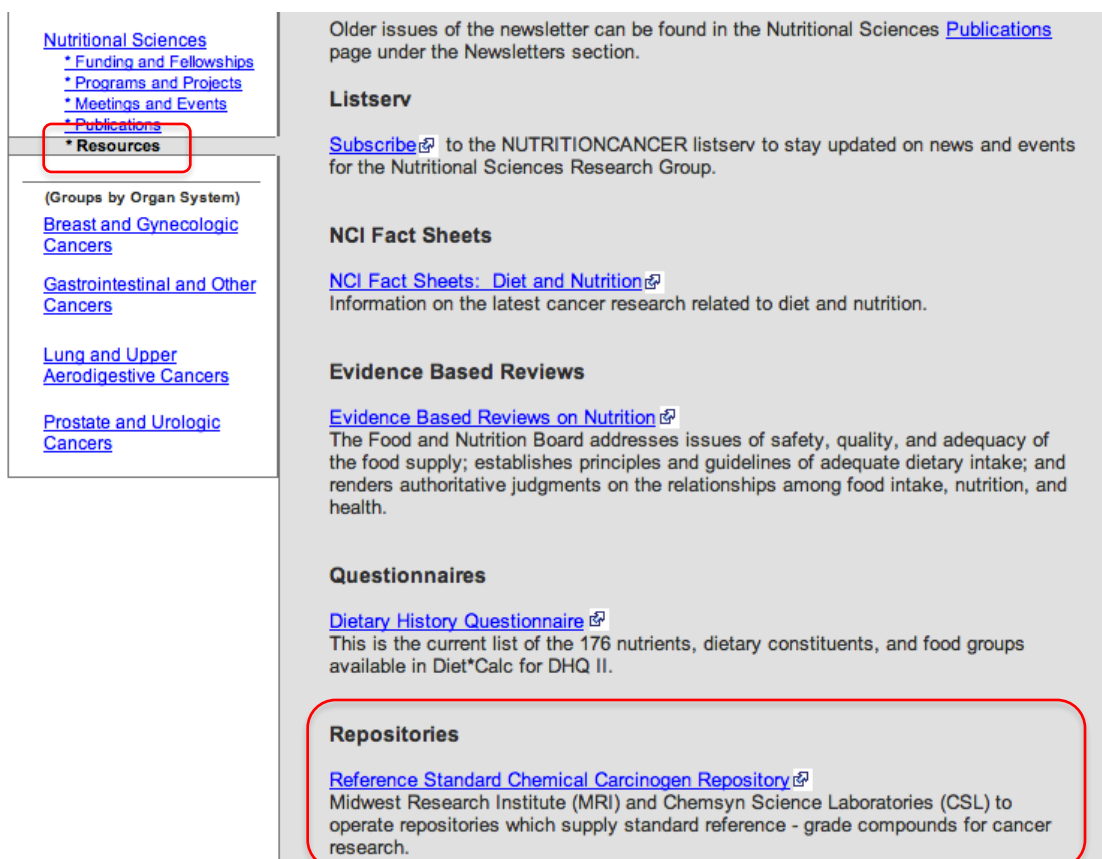 Nutritional Sciences
* Funding and Fellowships
* Programs and Projects
* Meetings and Events
* Publications
* Resources
(Groups by Organ System)
Breast and Gynecologic
Cancers
Gastrointestinal and Other
Cancers
Lung and Upper
Aerodigestive Cancers
Prostate and Urologic
Cancers
Older issues of the newsletter can be found in the Nutritional Sciences Publications
page under the Newsletters section.
Listserv
Subscribe to the NUTRITIONCANCER listserv to stay updated on news and events
for the Nutritional Sciences Research Group.
NCI Fact Sheets
NCI Fact Sheets: Diet and Nutrition
Information on the latest cancer research related to diet and nutrition.
Evidence Based Reviews
Evidence Based Reviews on Nutrition
The Food and Nutrition Board addresses issues of safety, quality, and adequacy of
the food supply; establishes principles and guidelines of adequate dietary intake; and
renders authoritative judgments on the relationships among food intake, nutrition, and
health.
Questionnaires
Dietary History Questionnaire
This is the current list of the 176 nutrients, dietary constituents, and food groups
available in Diet*Calc for DHQ II.
Repositories
Reference Standard Chemical Carcinogen Repository
Midwest Research Institute (MRI) and Chemsyn Science Laboratories (CSL) to
operate repositories which supply standard reference - grade compounds for cancer
research.